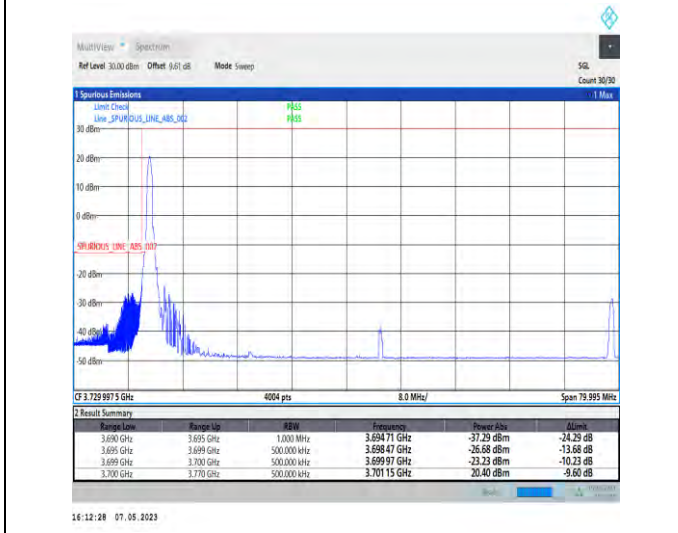 MultiView Spectrum
Ref Level 30.00 dBm Offset 9.61 dB Mode Sweep SGL
Count 30/30
1 Spurious Emissions 1 Max
Limit Check PASS
Line _SPURIOUS_LINE_ABS_002 PASS
30 dBm
20 dBm
10 dBm
0 dBm
_SPURIOUS_LINE_ABS_002
-20 dBm
-30 dBm
-40 dBm
-50 dBm
CF 3.729 997 5 GHz 4004 pts 8.0 MHz/ Span 79.995 MHz
2 Result Summary
Range Low Range Up RBW Frequency Power Abs ΔLimit
3.690 GHz 3.695 GHz 1.000 MHz 3.694 71 GHz -37.29 dBm -24.29 dB
3.695 GHz 3.699 GHz 500.000 kHz 3.698 47 GHz -26.68 dBm -13.68 dB
3.699 GHz 3.700 GHz 500.000 kHz 3.699 97 GHz -23.23 dBm -10.23 dB
3.700 GHz 3.770 GHz 500.000 kHz 3.701 15 GHz 20.40 dBm -9.60 dB
16:12:28 07.05.2023